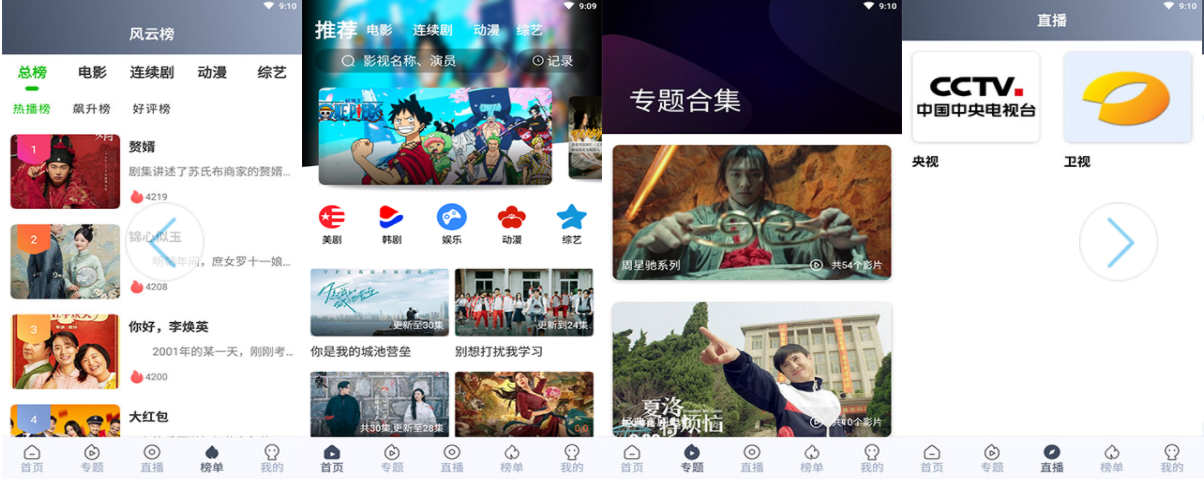 9:10
风云榜
总榜
电影
连续剧
动漫
综艺
热播榜
飙升榜
好评榜
1
赘婿
剧集讲述了苏氏布商家的赘婿...
4219
2
锦心似玉
明朝年间，庶女罗十一娘...
4208
3
你好，李焕英
2001年的某一天，刚刚考...
4200
4
大红包
首页
专题
直播
榜单
我的
9:09
推荐
电影
连续剧
动漫
综艺
影视名称、演员
记录
ONE PIECE
美剧
韩剧
娱乐
动漫
综艺
更新至30集
更新到24集
你是我的城池营垒
别想打扰我学习
共30集,更新至28集
0.0
首页
专题
直播
榜单
我的
9:10
专题合集
周星驰系列
共54个影片
夏洛
特烦恼
共40个影片
首页
专题
直播
榜单
我的
9:10
直播
CCTV.
中国中央电视台
央视
卫视
首页
专题
直播
榜单
我的